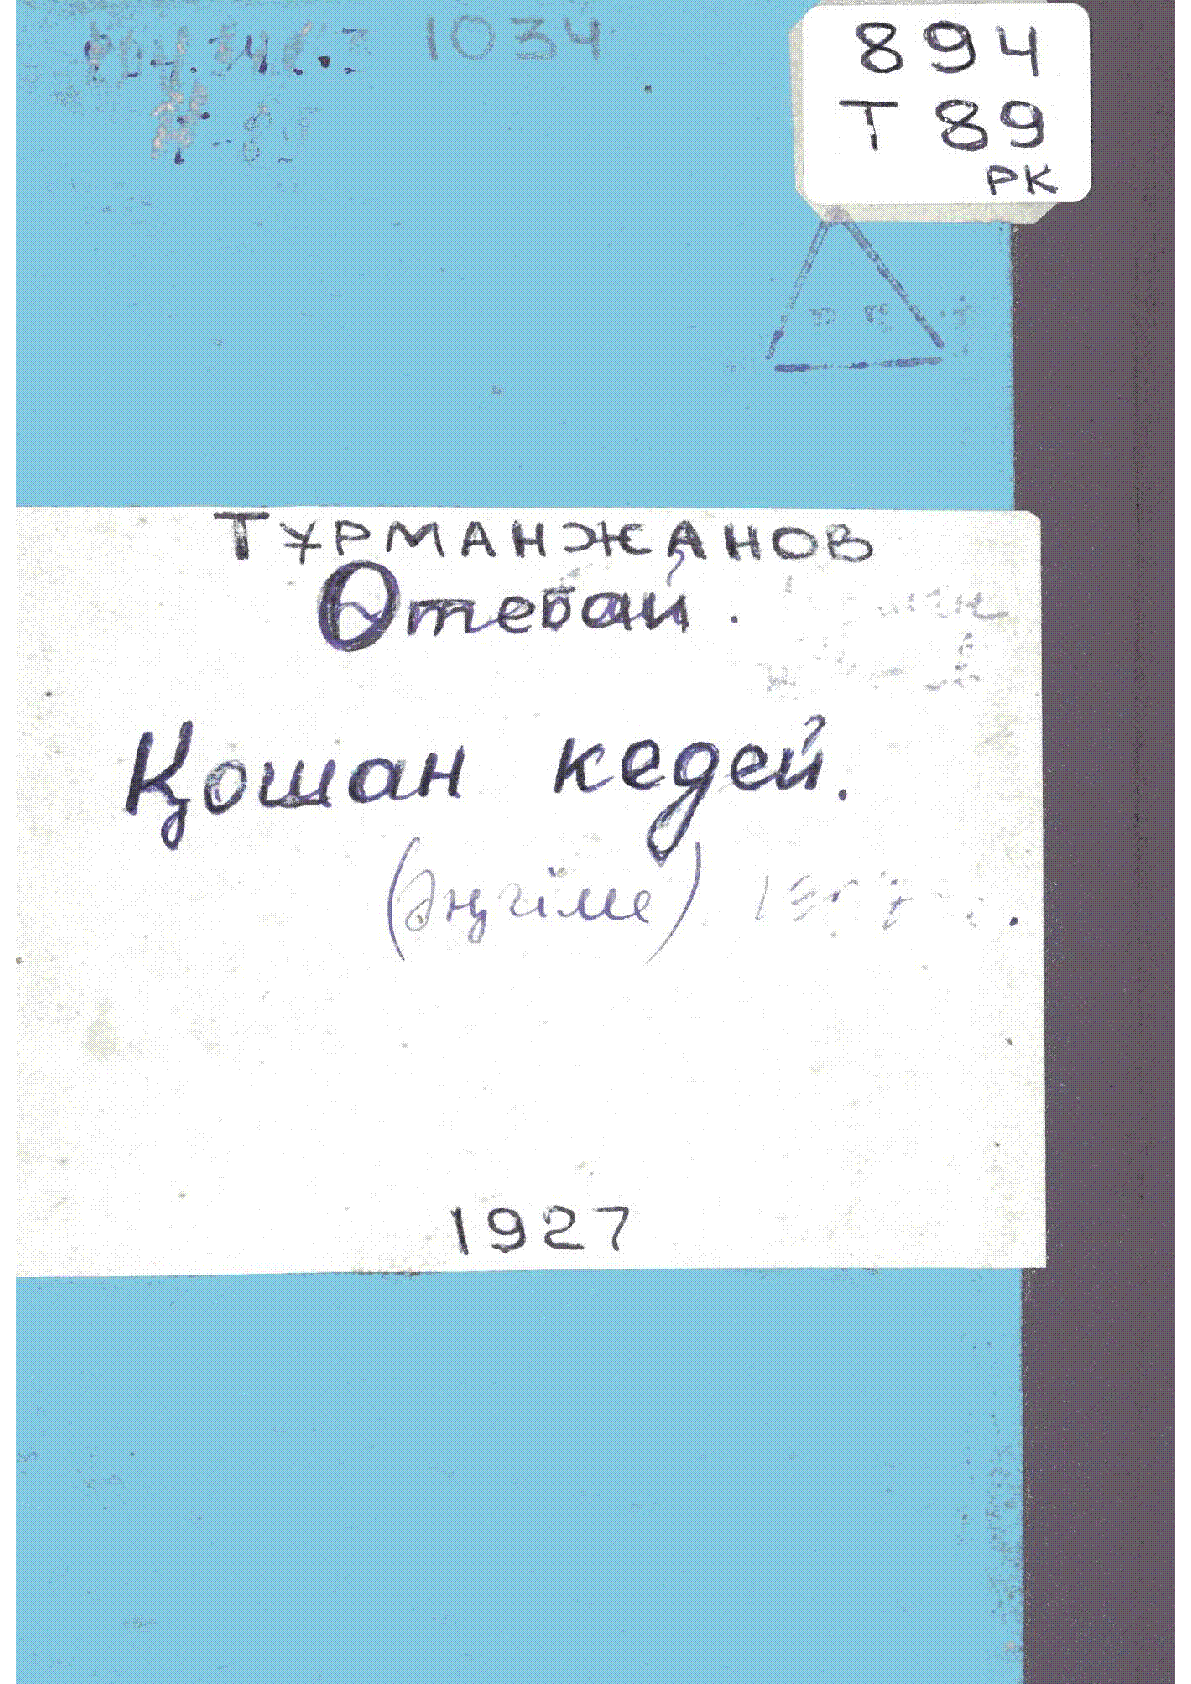 1034
894
Т 89
РК
ТҰРМАНЖАНОВ
Өтебай.
Қошан кедей.
(әңгіме)
1927